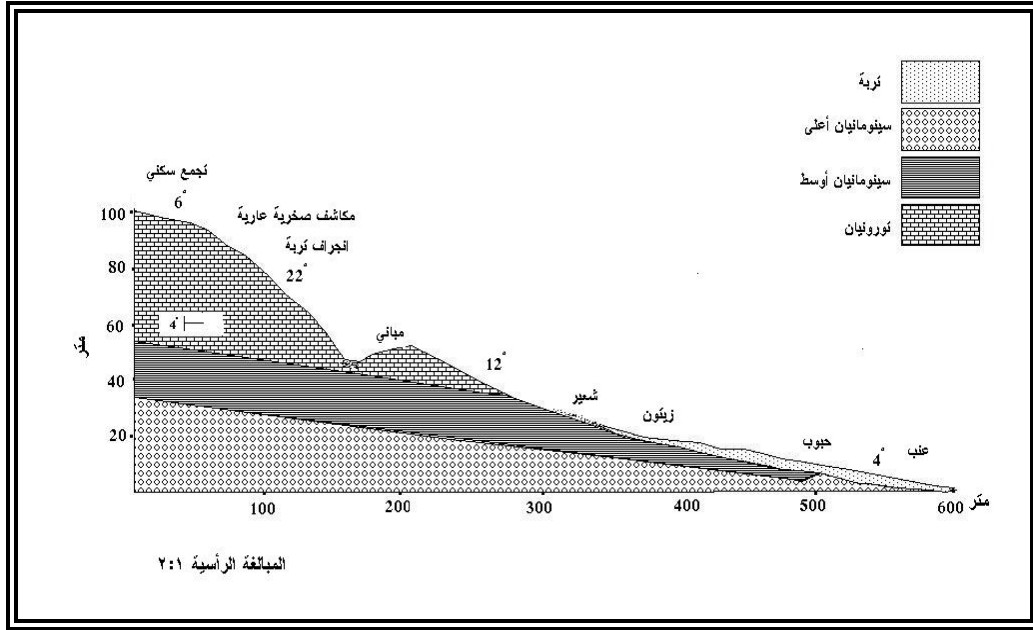 تربة
سينومانيان أعلى
سينومانيان أوسط
تورونيان
تجمع سكني
6°
مكاشف صخرية عارية
انجراف تربة
22°
100
80
60
40
20
متر
4°
مباني
12°
شعير
زيتون
حبوب
4°
عنب
100
200
300
400
500
600
متر
المبالغة الرأسية ٢:١